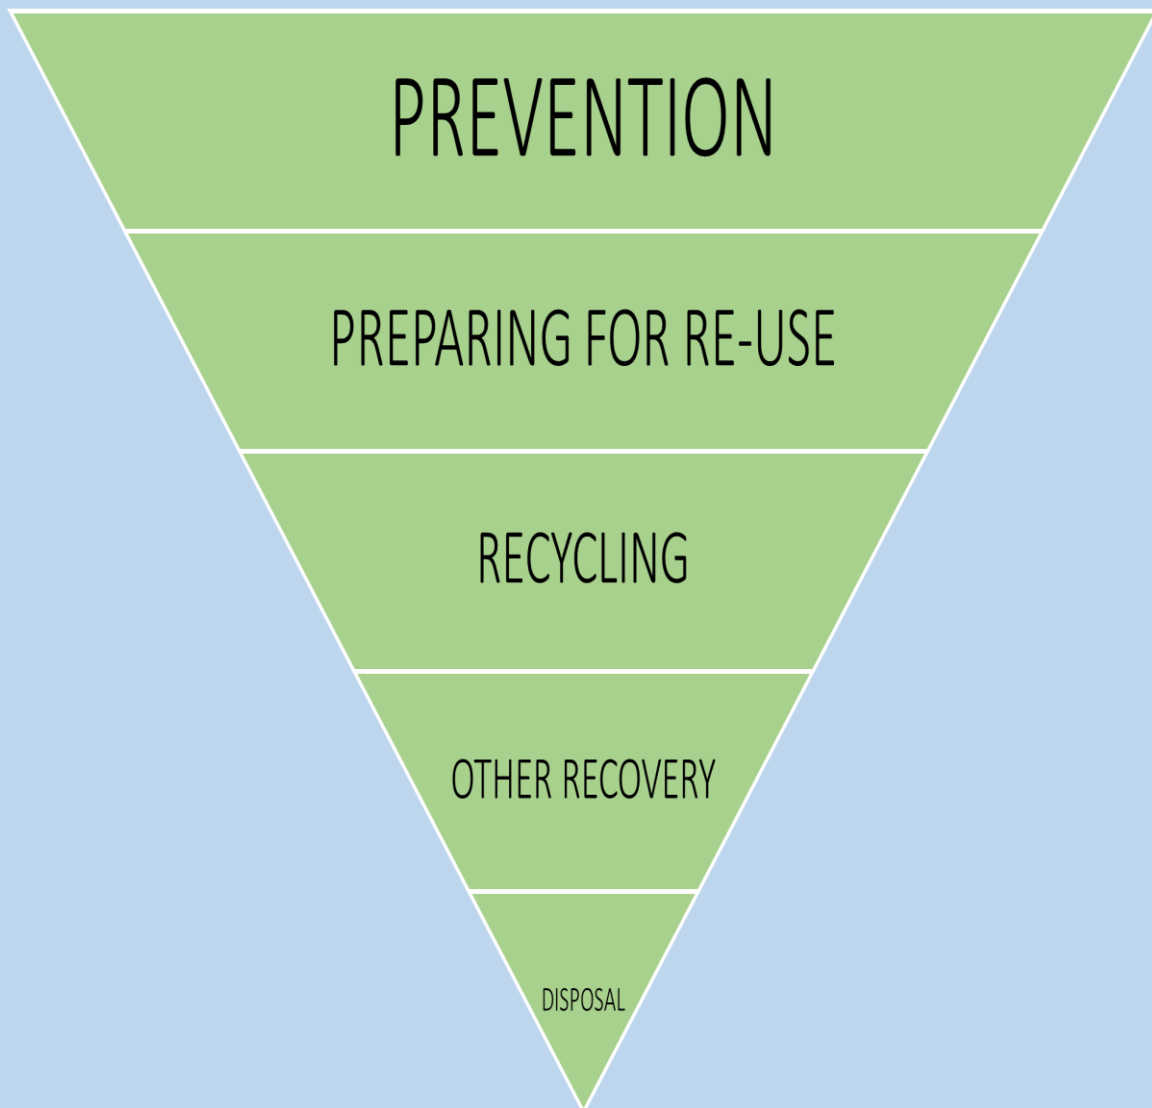 PREVENTION
PREPARING FOR RE-USE
RECYCLING
OTHER RECOVERY
DISPOSAL